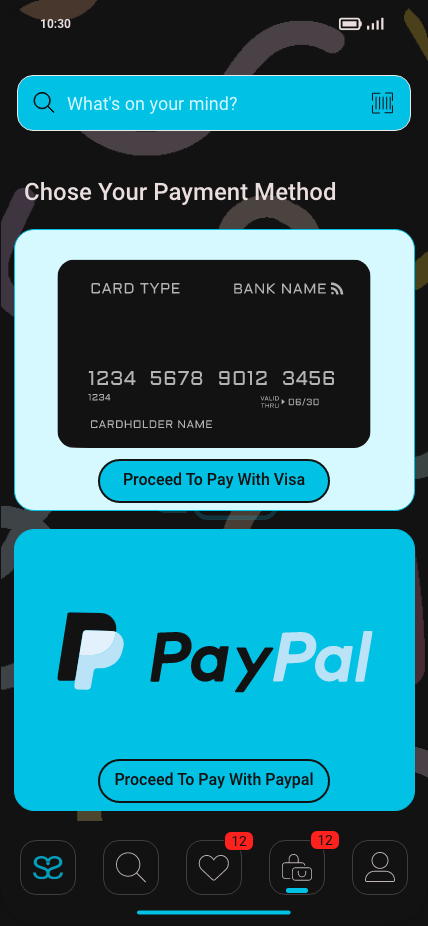 10:30
What's on your mind?
Chose Your Payment Method
CARD TYPE BANK NAME
1234 5678 9012 3456
1234 VALID THRU 06/30
CARDHOLDER NAME
Proceed To Pay With Visa
P PayPal
Proceed To Pay With Paypal
12 12